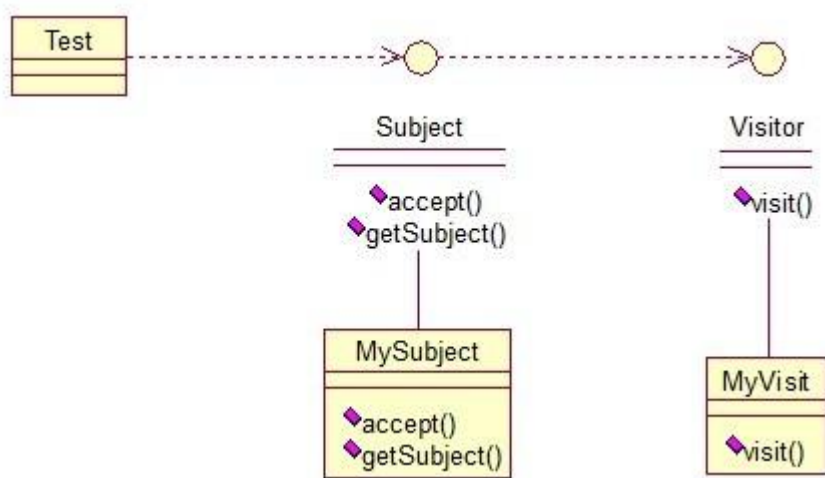 Test
Subject
accept()
getSubject()
Visitor
visit()
MySubject
accept()
getSubject()
MyVisit
visit()